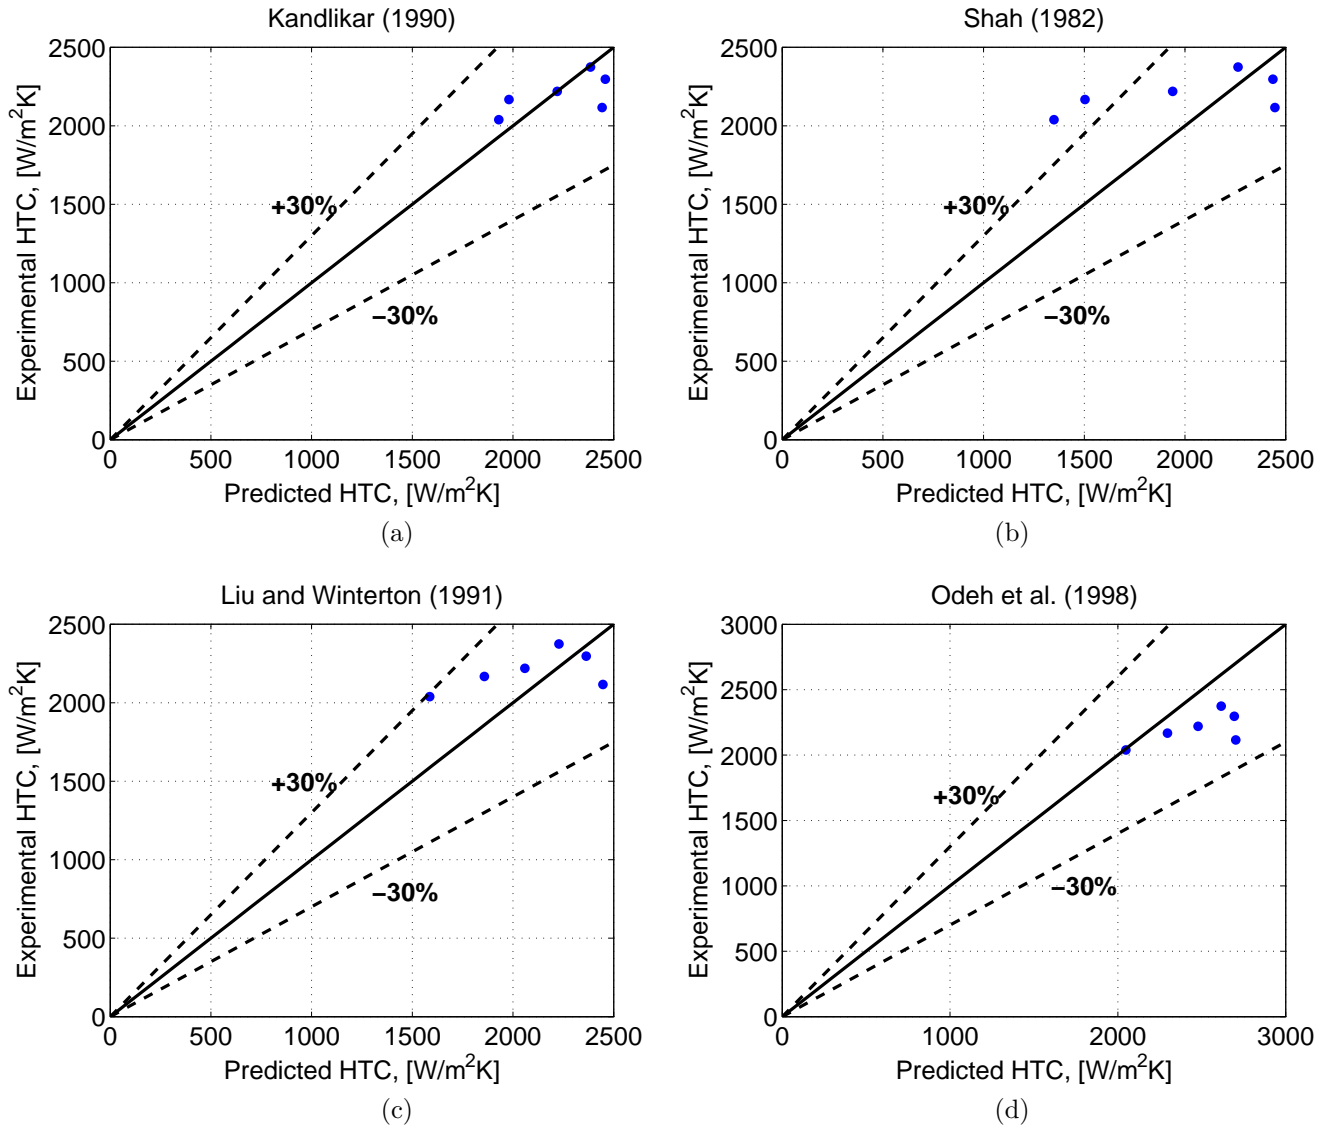 Kandlikar (1990)
Experimental HTC, [W/m²K]
2500
2000
1500
1000
500
0
+30%
−30%
0 500 1000 1500 2000 2500
Predicted HTC, [W/m²K]
(a)
Shah (1982)
Experimental HTC, [W/m²K]
2500
2000
1500
1000
500
0
+30%
−30%
0 500 1000 1500 2000 2500
Predicted HTC, [W/m²K]
(b)
Liu and Winterton (1991)
Experimental HTC, [W/m²K]
2500
2000
1500
1000
500
0
+30%
−30%
0 500 1000 1500 2000 2500
Predicted HTC, [W/m²K]
(c)
Odeh et al. (1998)
Experimental HTC, [W/m²K]
3000
2500
2000
1500
1000
500
0
+30%
−30%
0 1000 2000 3000
Predicted HTC, [W/m²K]
(d)